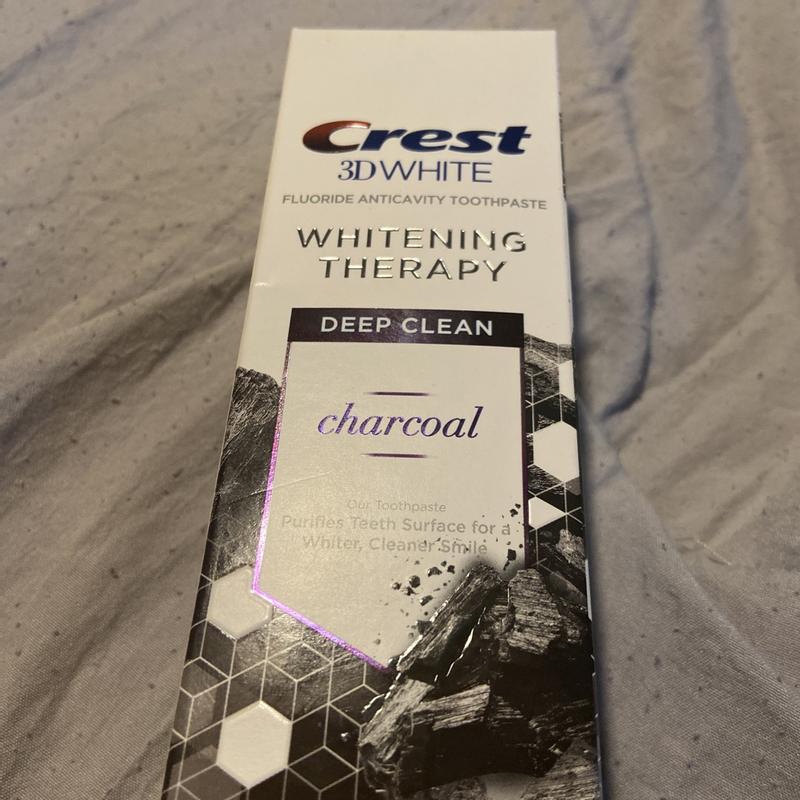 Crest
3D WHITE
FLUORIDE ANTICAVITY TOOTHPASTE
WHITENING
THERAPY
DEEP CLEAN
charcoal
Our Toothpaste
Purifies Teeth Surface for a
Whiter, Cleaner Smile